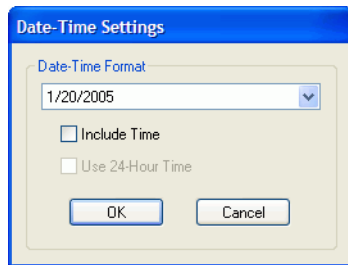 Date-Time Settings
Date-Time Format
1/20/2005
Include Time
Use 24-Hour Time
OK Cancel